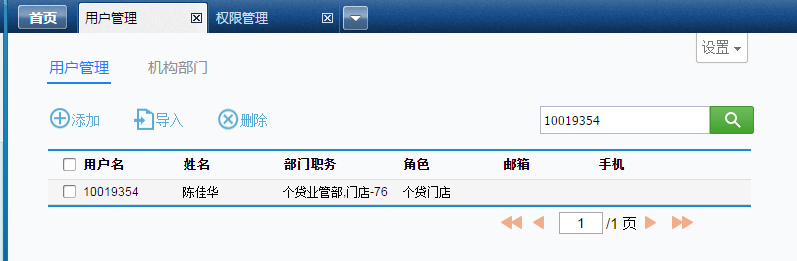 首页 用户管理 权限管理
设置
用户管理 机构部门
添加 导入 删除 10019354
用户名 姓名 部门职务 角色 邮箱 手机
10019354 陈佳华 个贷业管部.门店-76 个贷门店
1 /1 页